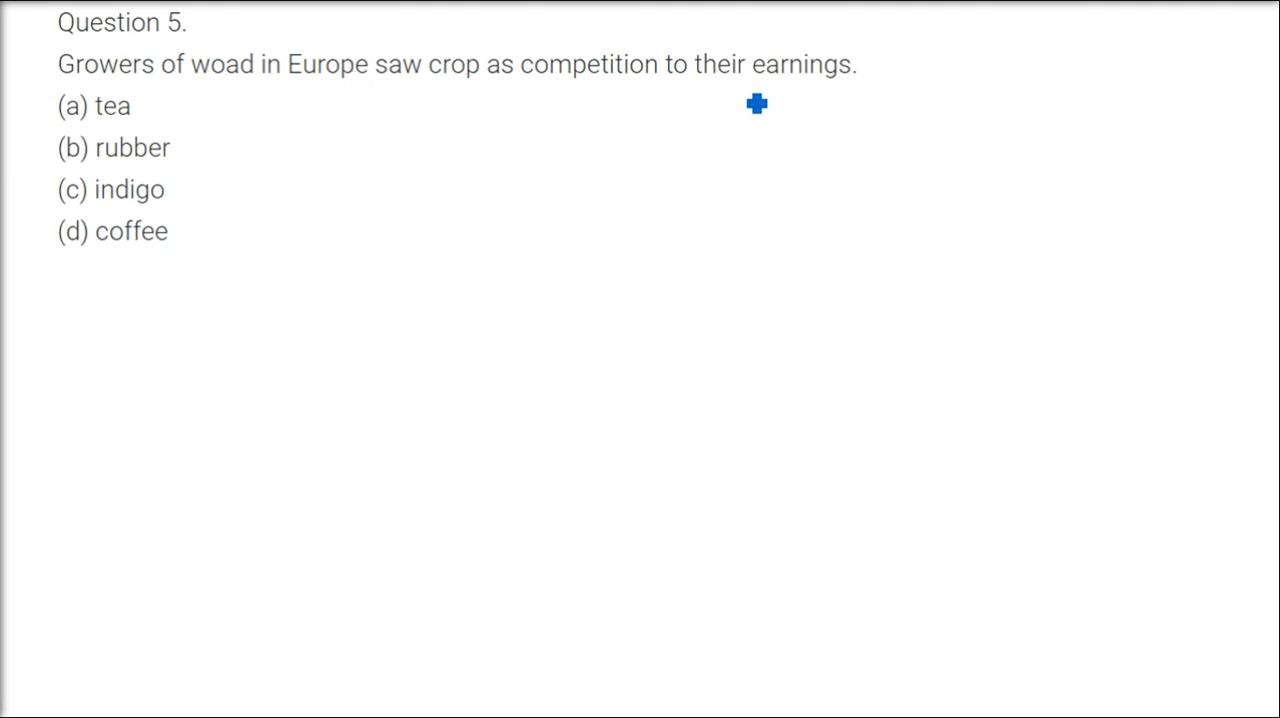 Question 5.
Growers of woad in Europe saw crop as competition to their earnings.
(a) tea
(b) rubber
(c) indigo
(d) coffee